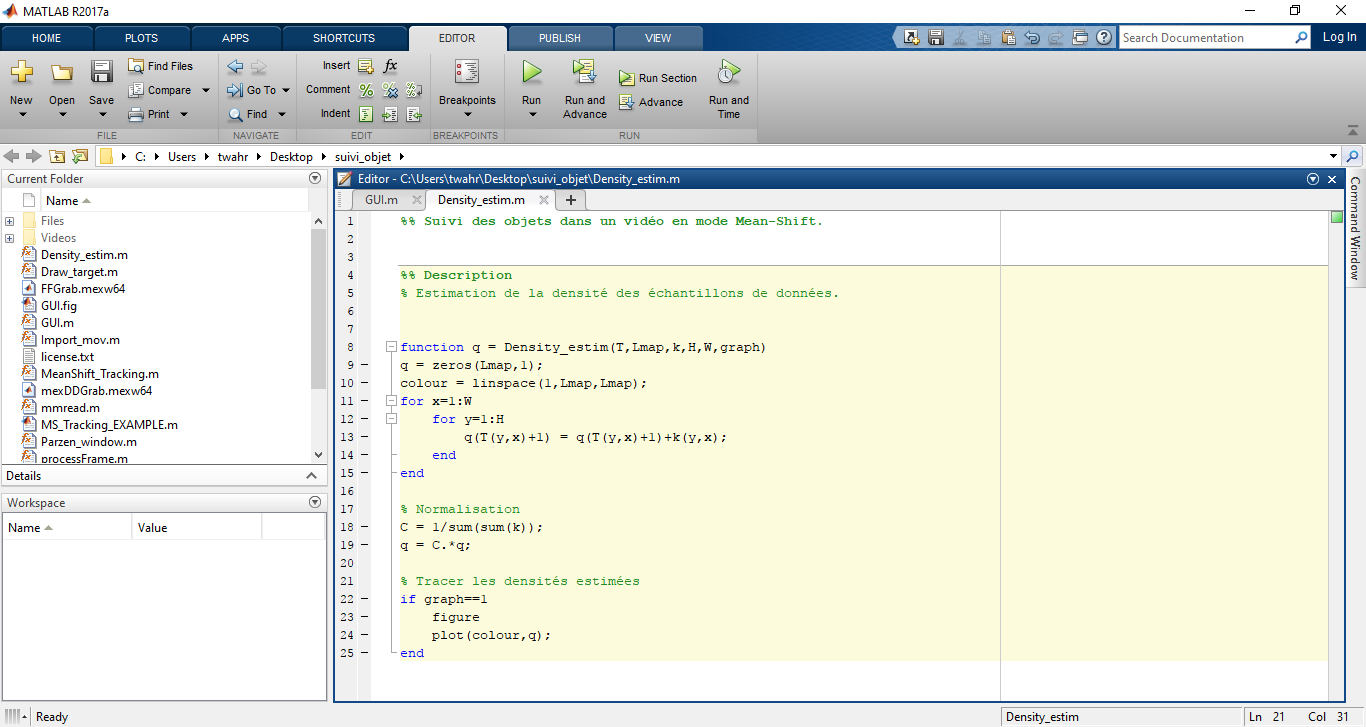 MATLAB R2017a
HOME PLOTS APPS SHORTCUTS EDITOR PUBLISH VIEW Search Documentation Log In
New Open Save Find Files Compare Print
FILE
Go To Find
NAVIGATE
Insert fx Comment Indent
EDIT
Breakpoints
BREAKPOINTS
Run Run and Advance Run Section Advance Run and Time
RUN
C: Users twahr Desktop suivi_objet
Current Folder
Name
Files
Videos
Density_estim.m
Draw_target.m
FFGrab.mexw64
GUI.fig
GUI.m
Import_mov.m
license.txt
MeanShift_Tracking.m
mexDDGrab.mexw64
mmread.m
MS_Tracking_EXAMPLE.m
Parzen_window.m
processFrame.m
Details
Workspace
Name Value
Editor - C:\Users\twahr\Desktop\suivi_objet\Density_estim.m
GUI.m Density_estim.m
1 %% Suivi des objets dans un vidéo en mode Mean-Shift.
2
3
4 %% Description
5 % Estimation de la densité des échantillons de données.
6
7
8 function q = Density_estim(T,Lmap,k,H,W,graph)
9 q = zeros(Lmap,1);
10 colour = linspace(1,Lmap,Lmap);
11 for x=1:W
12 for y=1:H
13 q(T(y,x)+1) = q(T(y,x)+1)+k(y,x);
14 end
15 end
16
17 % Normalisation
18 C = 1/sum(sum(k));
19 q = C.*q;
20
21 % Tracer les densités estimées
22 if graph==1
23 figure
24 plot(colour,q);
25 end
Command Window
Ready
Density_estim
Ln 21 Col 31